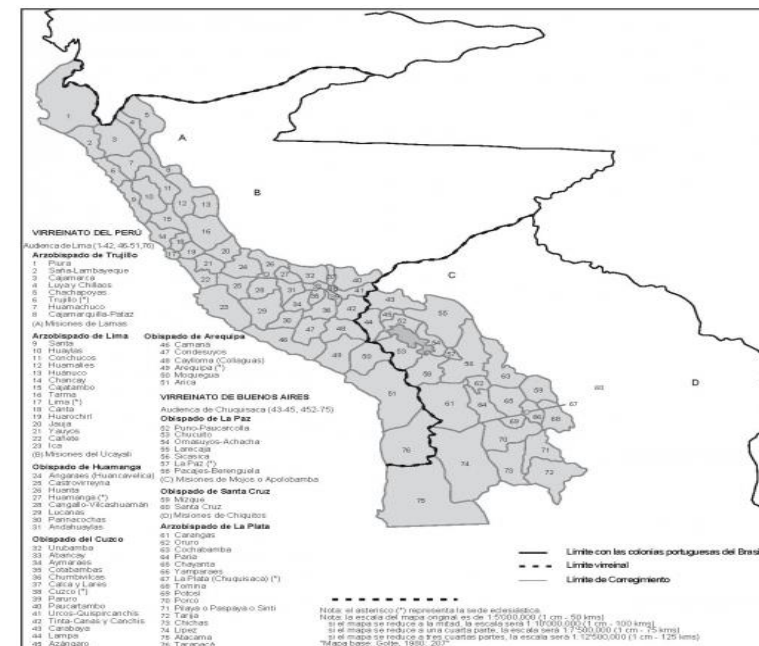 VIRREINATO DEL PERÚ
Audiencia de Lima (1-42, 46-51,76)
Arzobispado de Trujillo
1 Piura
2 Saña-Lambayeque
3 Cajamarca
4 Luya y Chillaos
5 Chachapoyas
6 Trujillo (*)
7 Huamachuco
8 Cajamarquilla-Pataz
(A) Misiones de Lamas
Arzobispado de Lima
9 Santa
10 Huaylas
11 Conchucos
12 Huamalies
13 Huánuco
14 Chancay
15 Cajatambo
16 Tarma
17 Lima (*)
18 Canta
19 Huarochirí
20 Jauja
21 Yauyos
22 Cañete
23 Ica
(B) Misiones del Ucayali
Obispado de Huamanga
24 Angaraes (Huancavelica)
25 Castrovirreyna
26 Huanta
27 Huamanga (*)
28 Cangallo-Vilcashuamán
29 Lucanas
30 Parinacochas
31 Andahuaylas
Obispado del Cuzco
32 Urubamba
33 Abancay
34 Aymaraes
35 Cotabambas
36 Chumbivilcas
37 Calca y Lares
38 Cuzco (*)
39 Paruro
40 Paucartambo
41 Urcos-Quispicanchis
42 Tinta-Canas y Canchis
43 Carabaya
44 Lampa
45 Azángaro
Obispado de Arequipa
46 Camaná
47 Condesuyos
48 Caylloma (Collaguas)
49 Arequipa (*)
50 Moquegua
51 Arica
VIRREINATO DE BUENOS AIRES
Audiencia de Chuquisaca (43-45, 452-75)
Obispado de La Paz
52 Puno-Paucarcolla
53 Chucuito
54 Omasuyos-Achacha
55 Larecaja
56 Sicasica
57 La Paz (*)
58 Pacajes-Berenguela
(C) Misiones de Mojos o Apolobamba
Obispado de Santa Cruz
59 Mizque
60 Santa Cruz
(D) Misiones de Chiquitos
Arzobispado de La Plata
61 Carangas
62 Oruro
63 Cochabamba
64 Paria
65 Chayanta
66 Yamparaes
67 La Plata (Chuquisaca) (*)
68 Tomina
69 Potosí
70 Porco
71 Pilaya o Paspaya o Sinti
72 Tarija
73 Chichas
74 Lipez
75 Atacama
76 Tarapacá
A
B
C
D
Límite con las colonias portuguesas del Brasil
Límite virreinal
Límite de Corregimiento
Nota: el asterisco (*) representa la sede eclesiástica.
Nota: la escala del mapa original es de 1:5'000,000 (1 cm - 50 kms)
si el mapa se reduce a la mitad, la escala será 1:10'000,000 (1 cm - 100 kms)
si el mapa se reduce a una cuarta parte, la escala será 1:7'500,000 (1 cm - 75 kms)
si el mapa se reduce a tres cuartas partes, la escala será 1:12'500,000 (1 cm - 125 kms)
"Mapa base: Golte, 1980, 207"